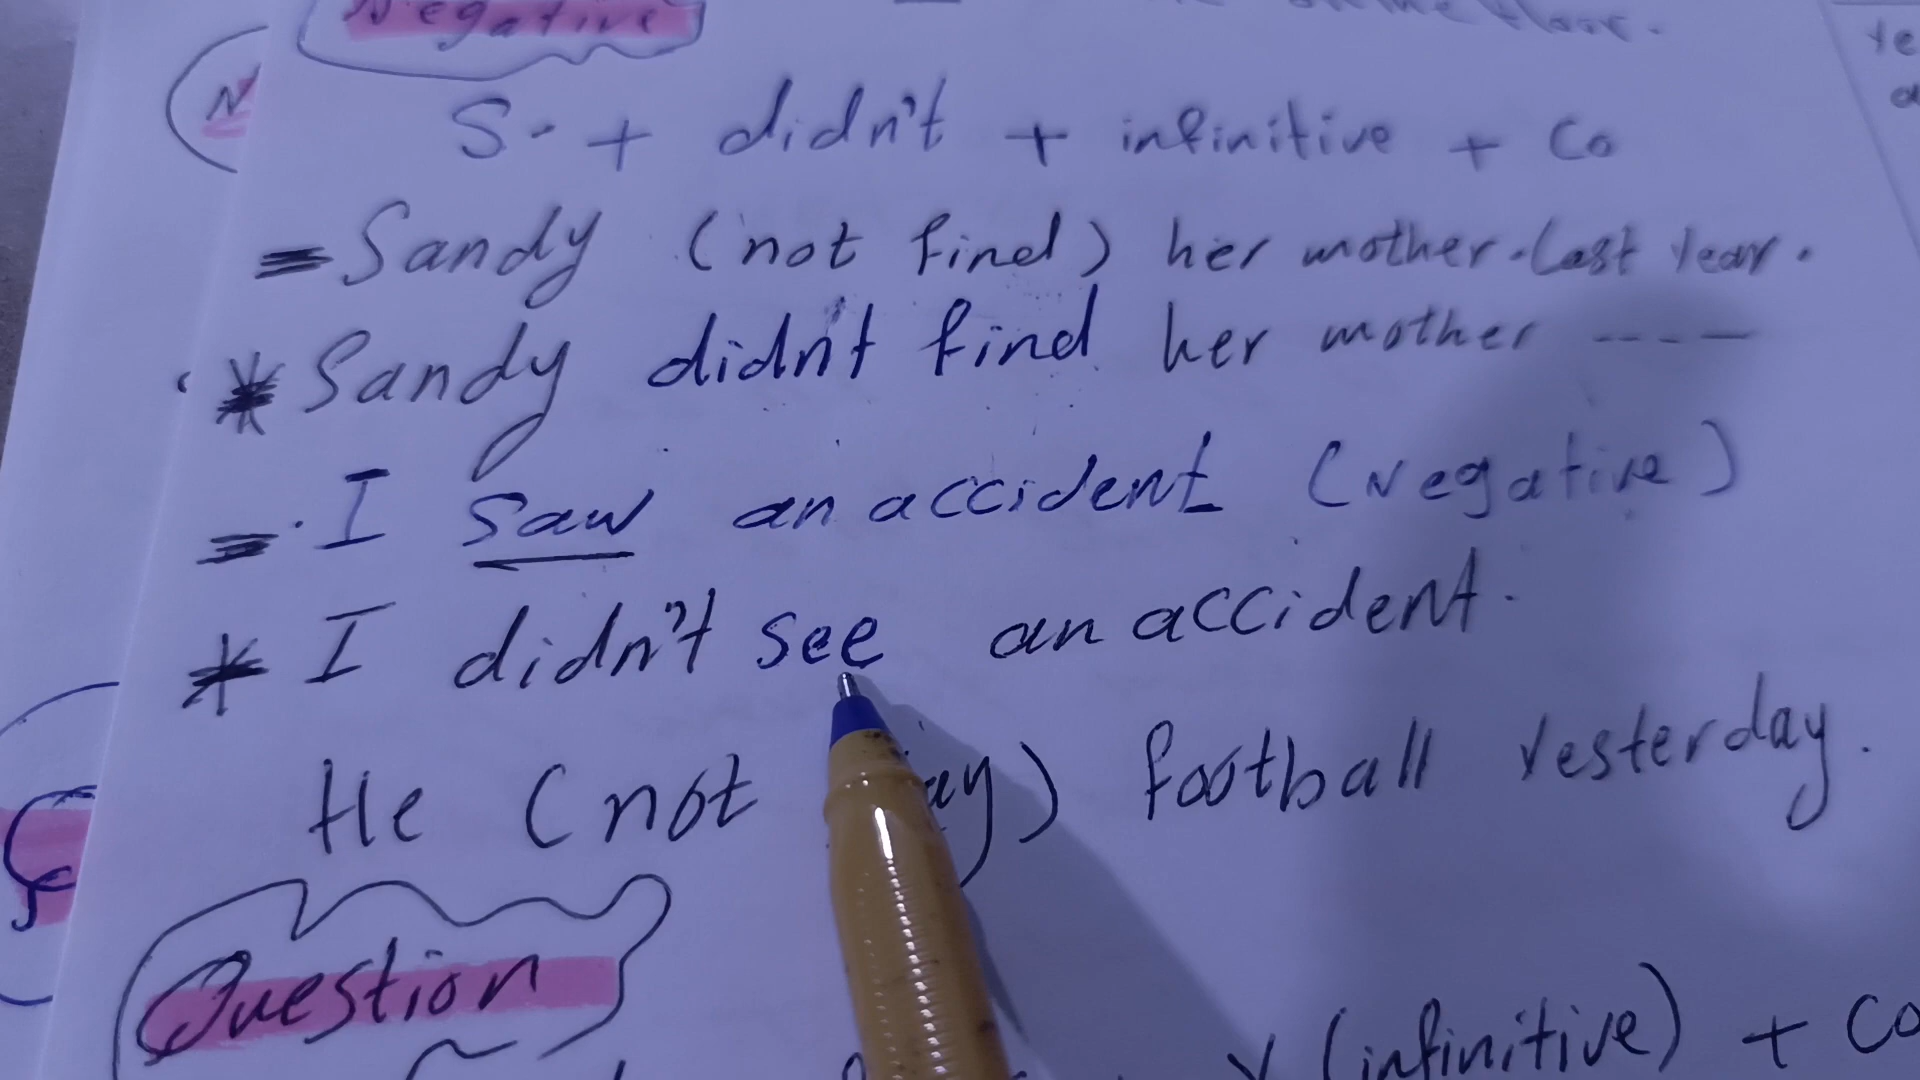 Negative
S. + didn't + infinitive + Co
= Sandy (not find) her mother. last year.
* Sandy didn't find her mother ----
= I saw an accident (Negative)
* I didn't see an accident.
He (not football yesterday.
Question
(infinitive) + Co